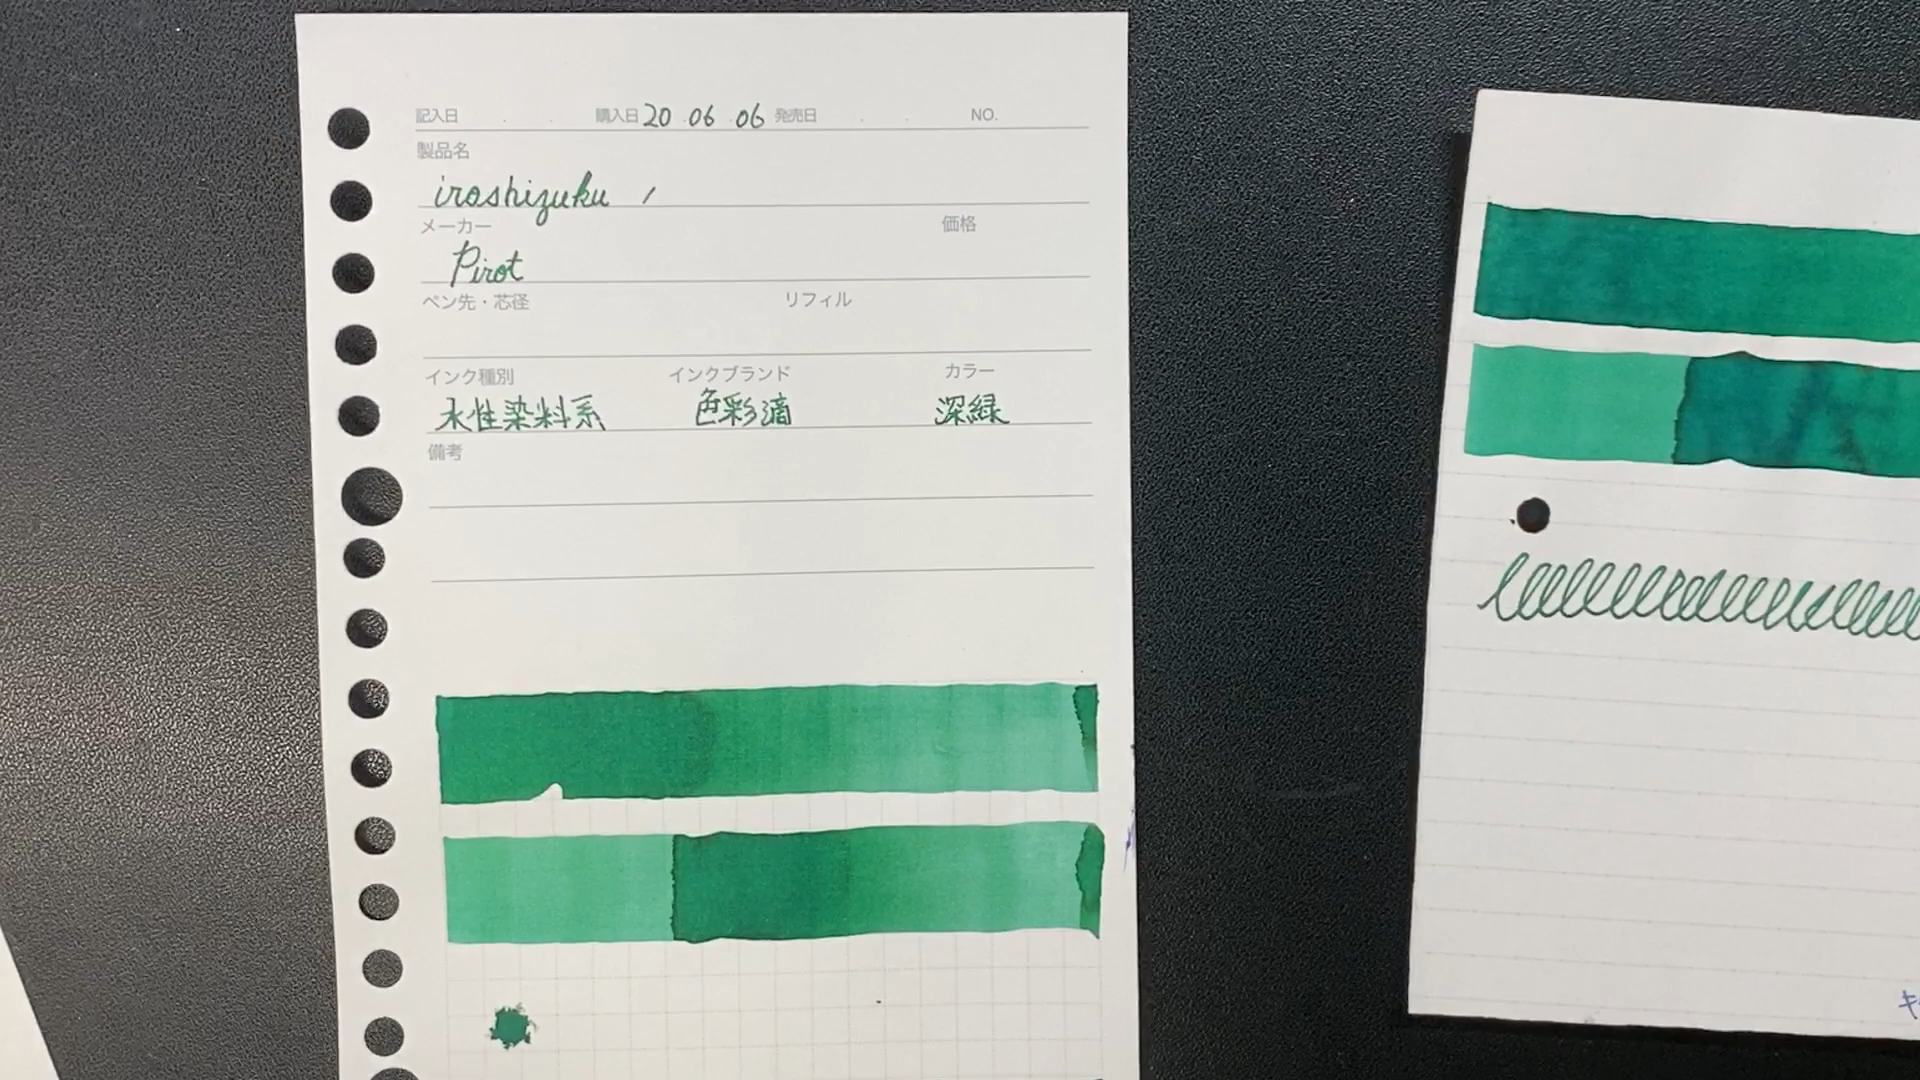 記入日 . . 購入日 20 . 06 . 06 発売日 . . NO.
製品名
iroshizuku /
メーカー 価格
Pirot
ペン先・芯径 リフィル
インク種別 インクブランド カラー
水性染料系 色彩滴 深緑
備考
キ